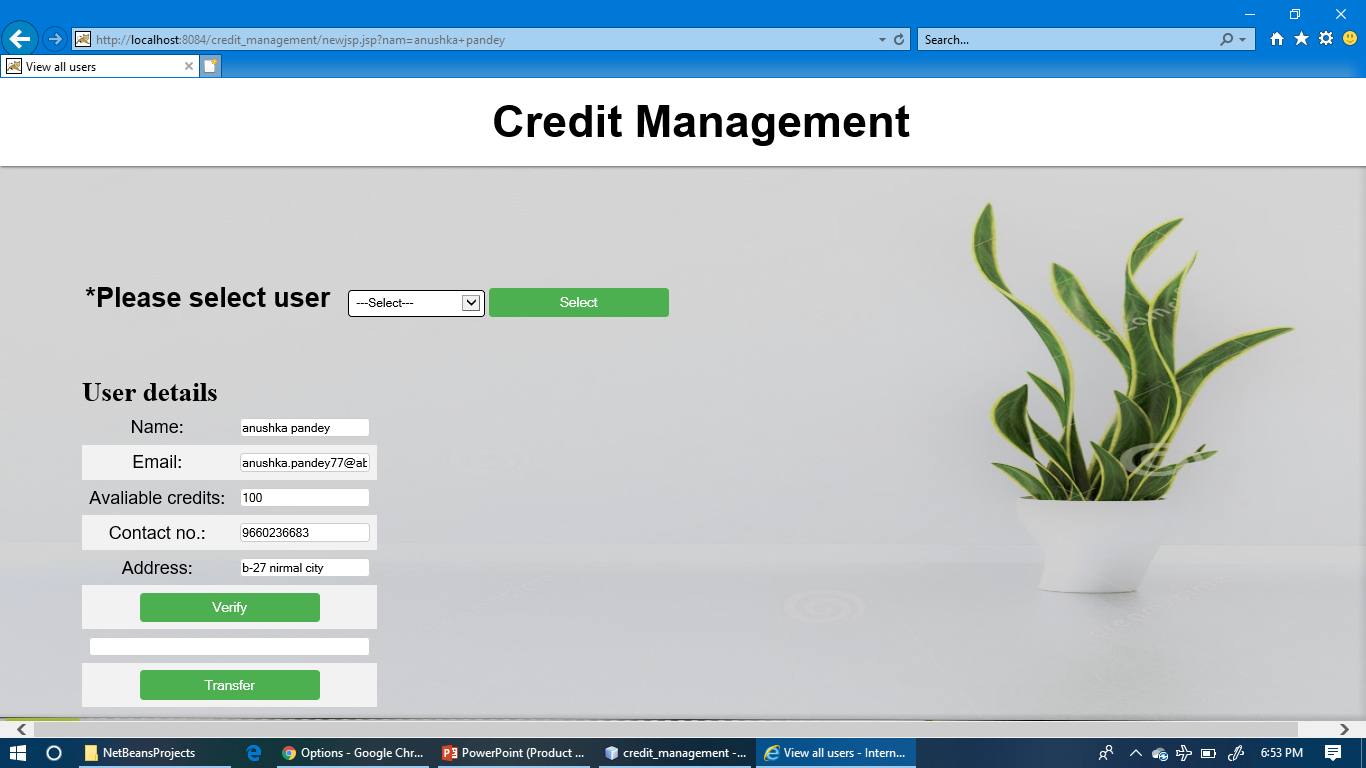 http://localhost:8084/credit_management/newjsp.jsp?nam=anushka+pandey
Search...
View all users
Credit Management
*Please select user ---Select--- Select
User details
Name: anushka pandey
Email: anushka.pandey77@ab
Avaliable credits: 100
Contact no.: 9660236683
Address: b-27 nirmal city
Verify
Transfer
NetBeansProjects
Options - Google Chr...
PowerPoint (Product ...
credit_management -...
View all users - Intern...
6:53 PM